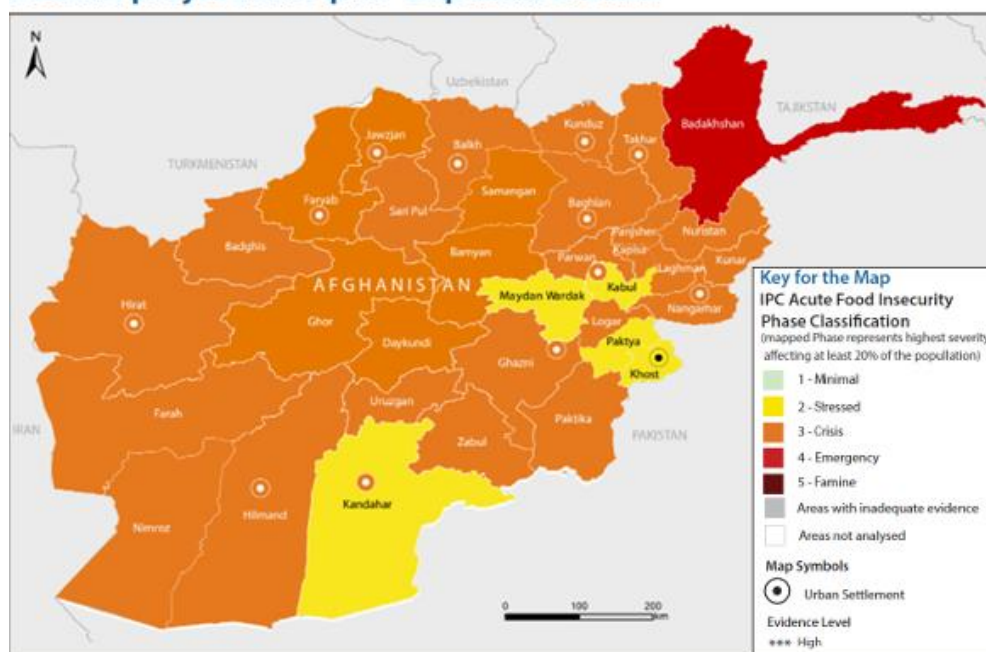 N
Uzbekistan
TAJIKSTAN
TURKMENISTAN
Jawzjan
Balkh
Kunduz
Takhar
Badakhshan
Faryab
Sari Pul
Samangan
Baghlan
Badghis
Bamyan
Panjsher
Nuristan
Kapisa
Parwan
Laghman
Kunar
AFGHANISTAN
Maydan Wardak
Kabul
Nangarhar
Hirat
Ghor
Logar
Daykundi
Paktya
Ghazni
Khost
Farah
Uruzgan
Paktika
IRAN
Zabul
PAKISTAN
Kandahar
Nimroz
Hilmand
0 100 200
km
Key for the Map
IPC Acute Food Insecurity
Phase Classification
(mapped Phase represents highest severity
affecting at least 20% of the popullation)
1 - Minimal
2 - Stressed
3 - Crisis
4 - Emergency
5 - Famine
Areas with inadequate evidence
Areas not analysed
Map Symbols
Urban Settlement
Evidence Level
*** High